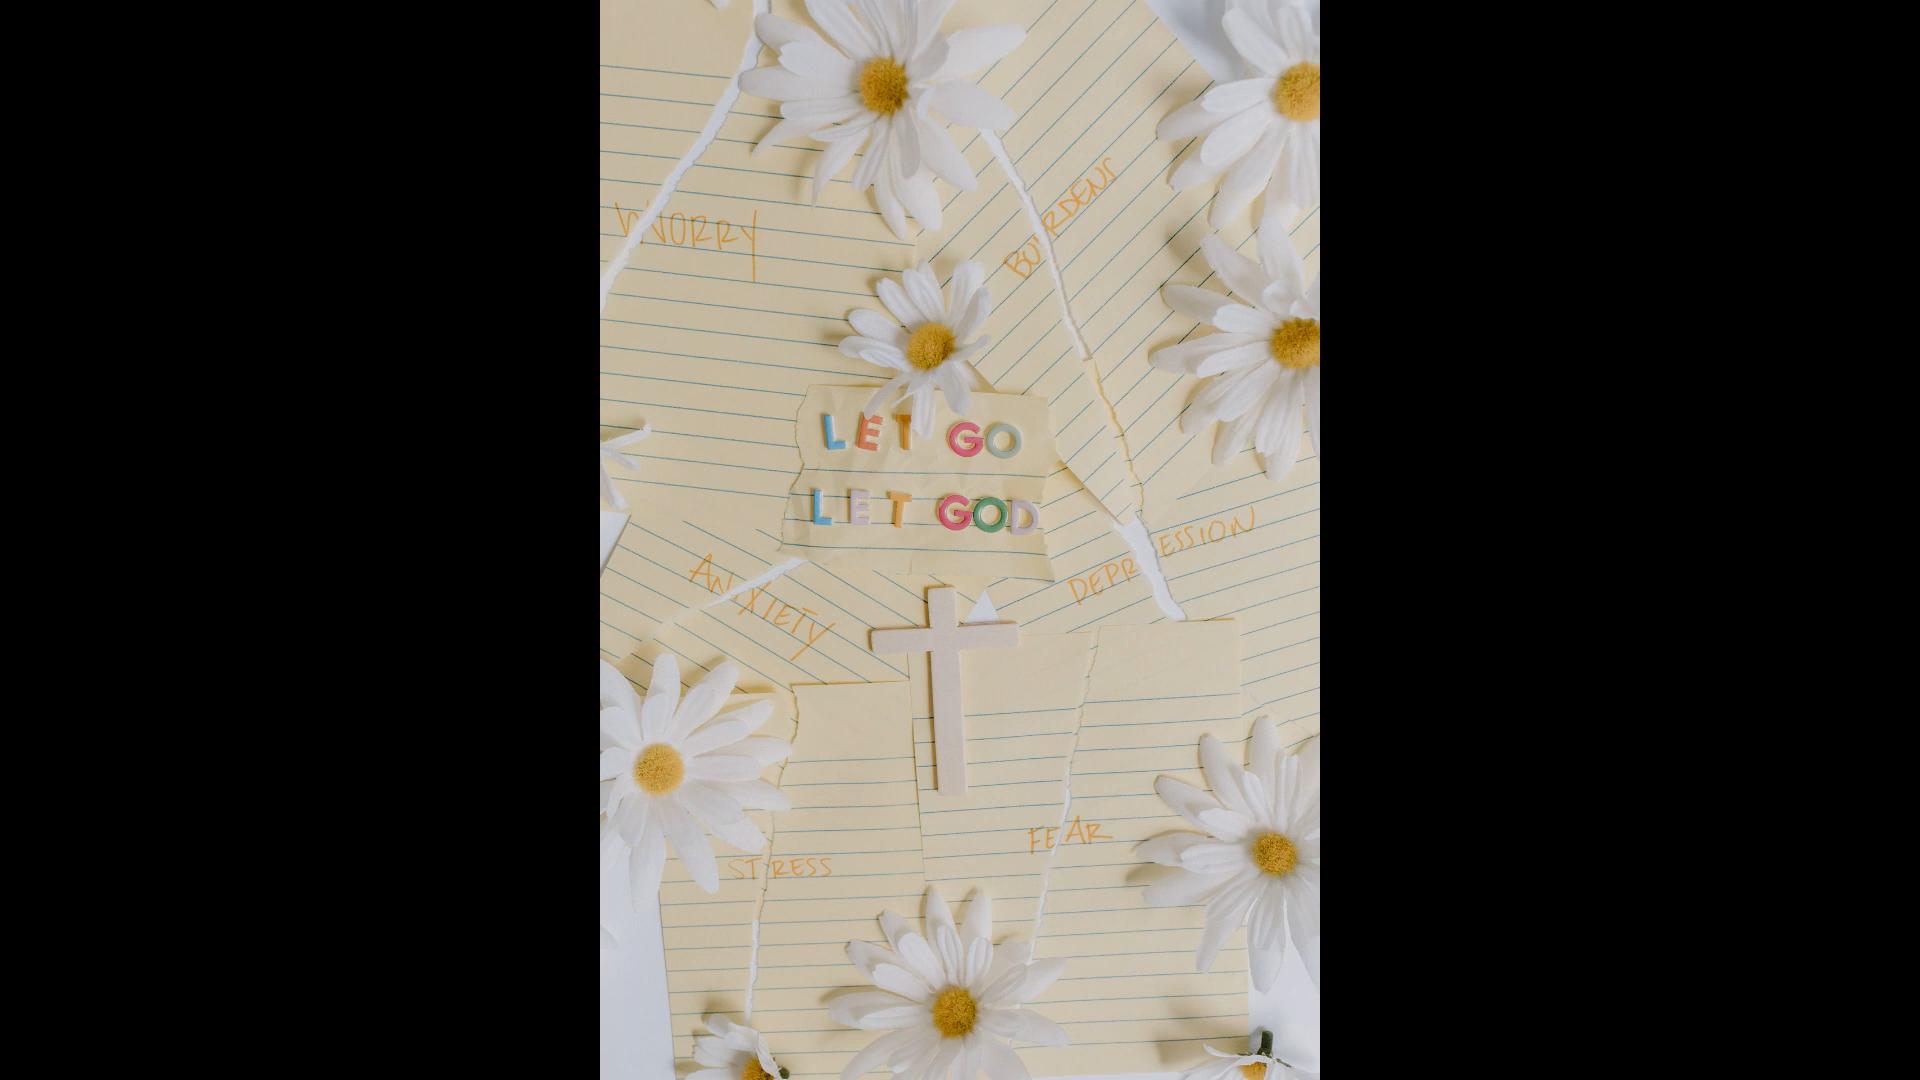 WORRY
BURDENS
LET GO
LET GOD
ANXIETY
DEPRESSION
STRESS
FEAR